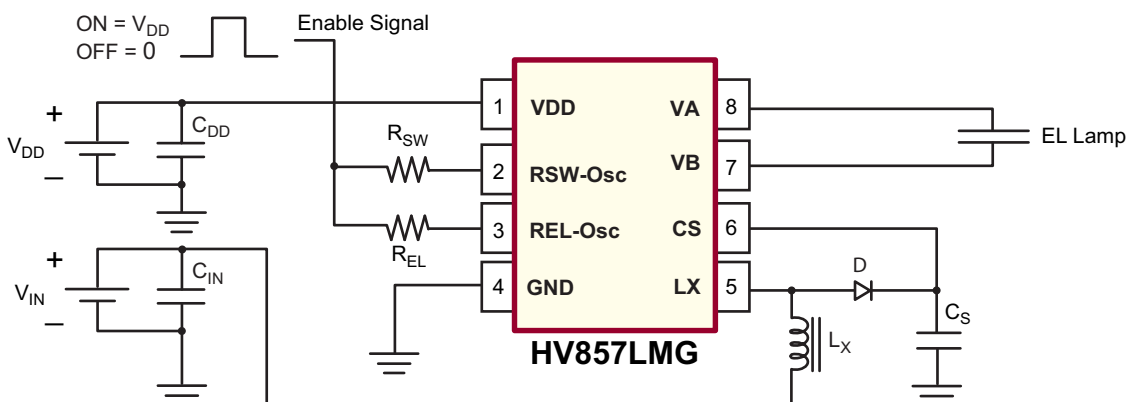 ON = VDD
OFF = 0
Enable Signal
+
VDD
—
CDD
RSW
REL
1 VDD
2 RSW-Osc
3 REL-Osc
4 GND
VA 8
VB 7
CS 6
LX 5
EL Lamp
+
VIN
—
CIN
D
CS
LX
HV857LMG